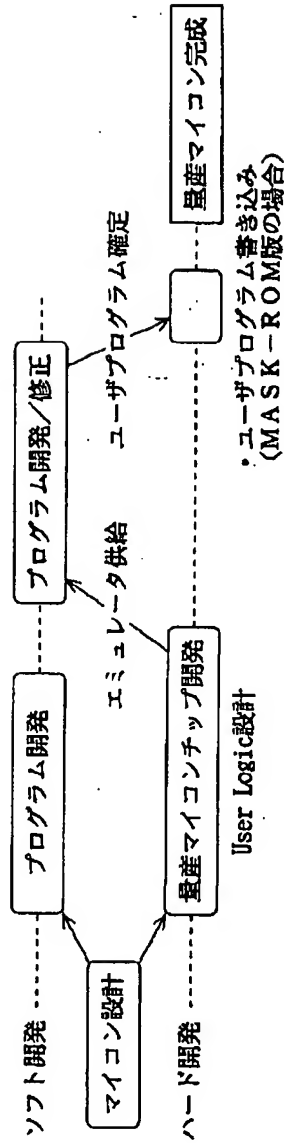 ソフト開発
プログラム開発
プログラム開発/修正
マイコン設計
エミュレータ供給
ユーザプログラム確定
ハード開発
量産マイコンチップ開発
量産マイコン完成
User Logic設計
・ユーザプログラム書き込み
(MASK-ROM版の場合)